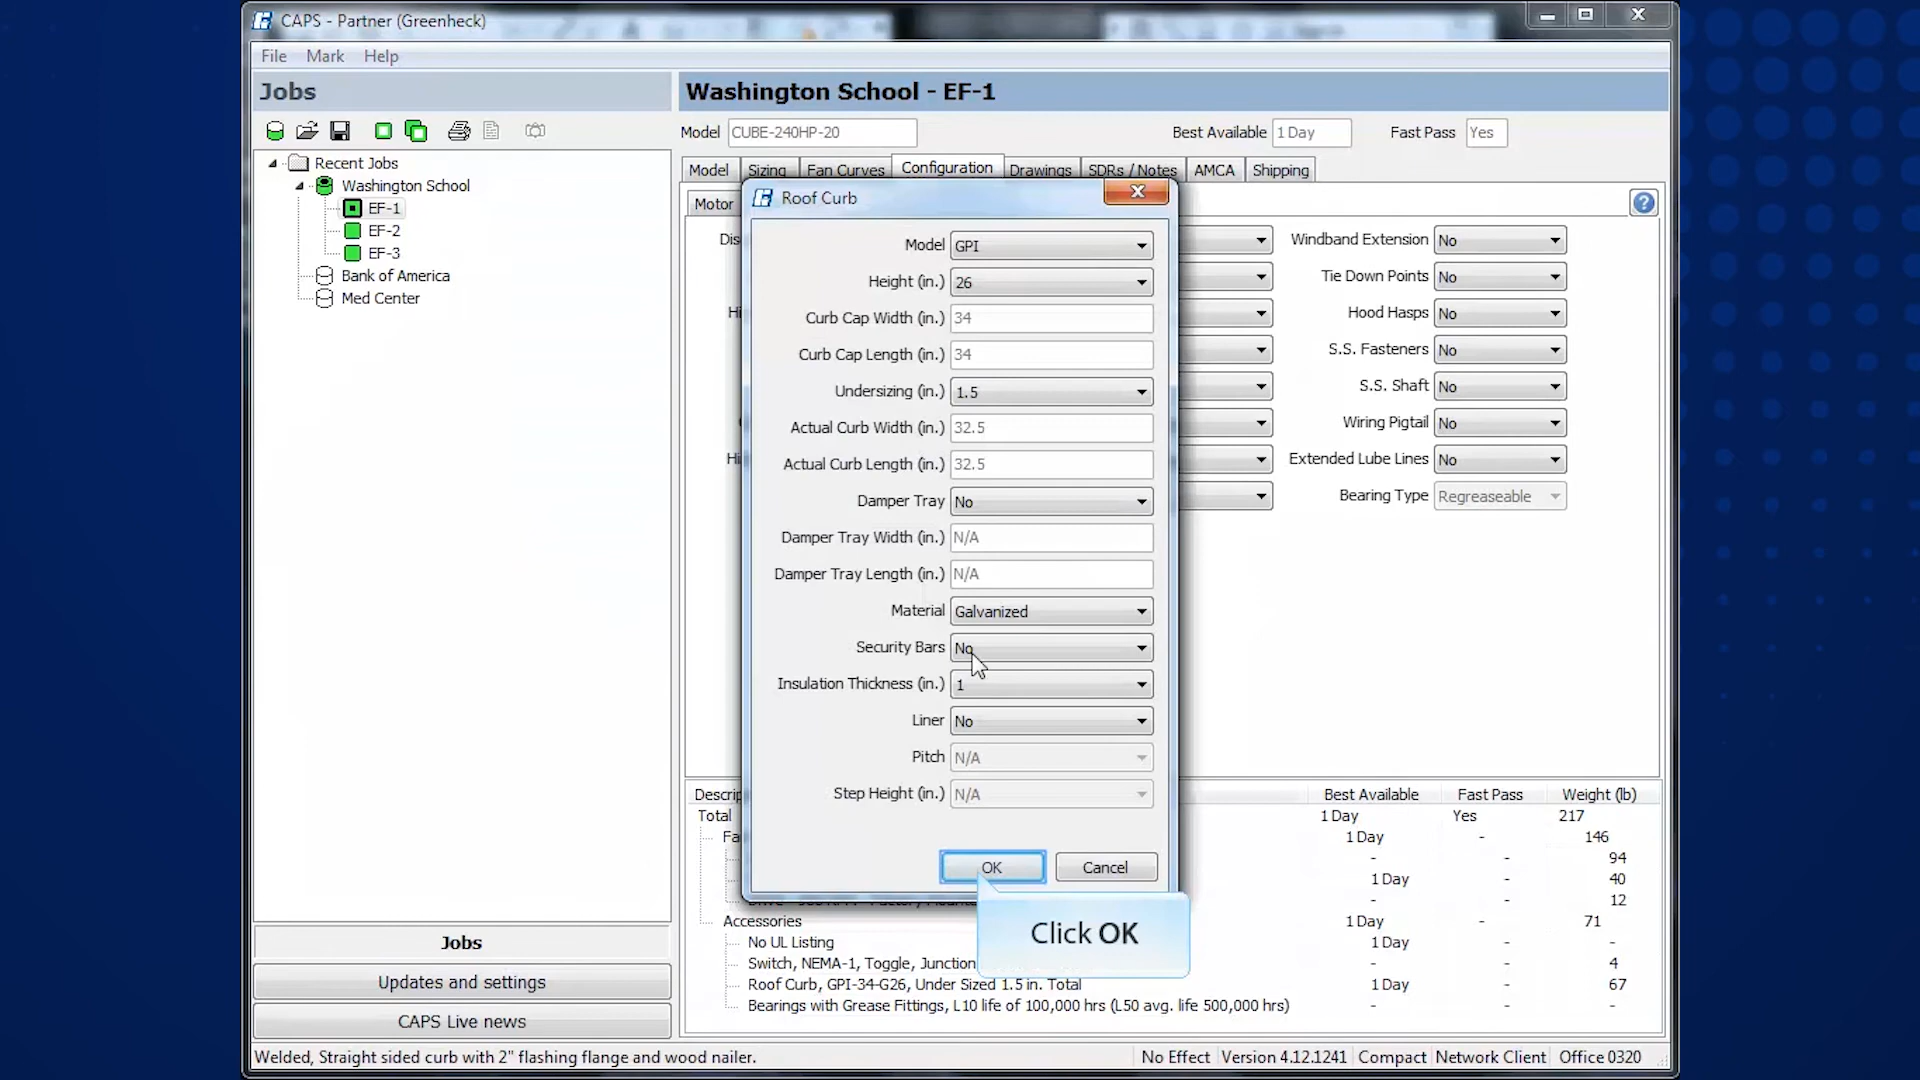 CAPS - Partner (Greenheck)
File Mark Help
Jobs
Washington School - EF-1
Model CUBE-240HP-20 Best Available 1 Day Fast Pass Yes
Model Sizing Fan Curves Configuration Drawings SDRs / Notes AMCA Shipping
Recent Jobs
Washington School
EF-1
EF-2
EF-3
Bank of America
Med Center
Motor
Roof Curb
Model GPI
Height (in.) 26
Curb Cap Width (in.) 34
Curb Cap Length (in.) 34
Undersizing (in.) 1.5
Actual Curb Width (in.) 32.5
Actual Curb Length (in.) 32.5
Damper Tray No
Damper Tray Width (in.) N/A
Damper Tray Length (in.) N/A
Material Galvanized
Security Bars No
Insulation Thickness (in.) 1
Liner No
Pitch N/A
Step Height (in.) N/A
OK Cancel
Click OK
Windband Extension No
Tie Down Points No
Hood Hasps No
S.S. Fasteners No
S.S. Shaft No
Wiring Pigtail No
Extended Lube Lines No
Bearing Type Regreaseable
Best Available Fast Pass Weight (lb)
Total 1 Day Yes 217
1 Day - 146
- - 94
1 Day - 40
- - 12
Accessories 1 Day - 71
No UL Listing 1 Day - -
Switch, NEMA-1, Toggle, Junction - - 4
Roof Curb, GPI-34-G26, Under Sized 1.5 in. Total 1 Day - 67
Bearings with Grease Fittings, L10 life of 100,000 hrs (L50 avg. life 500,000 hrs) - - -
Jobs
Updates and settings
CAPS Live news
Welded, Straight sided curb with 2" flashing flange and wood nailer.
No Effect Version 4.12.1241 Compact Network Client Office 0320